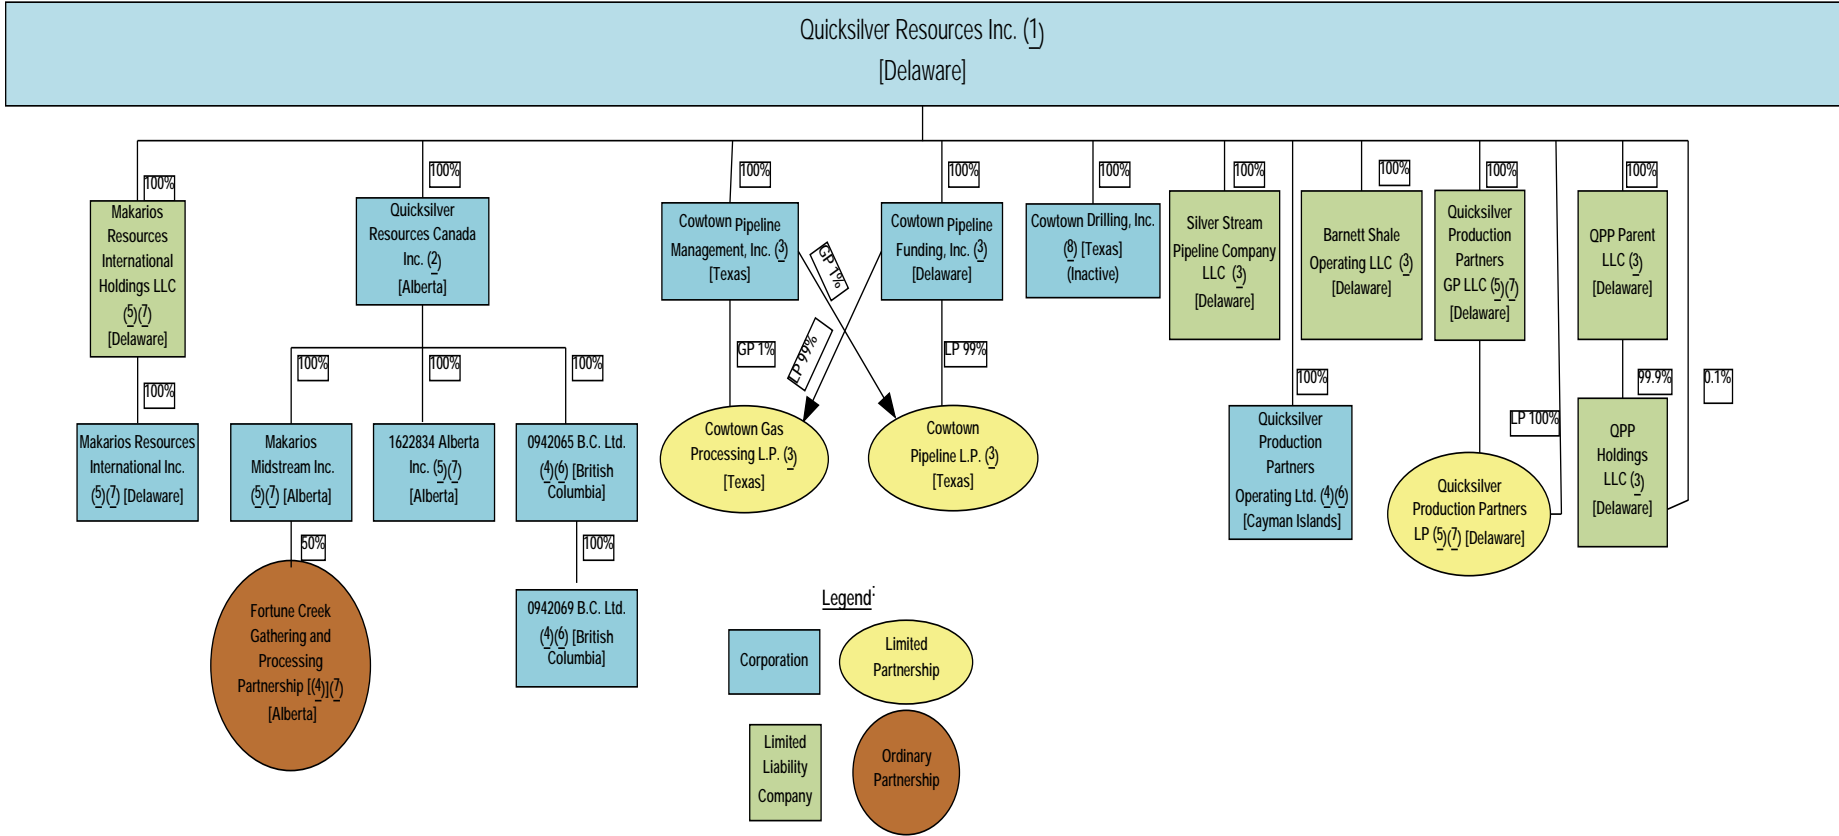 Quicksilver Resources Inc. (1)
[Delaware]
100%
Makarios
Resources
International
Holdings LLC
(5)(7)
[Delaware]
100%
Makarios Resources
International Inc.
(5)(7) [Delaware]
100%
Quicksilver
Resources Canada
Inc. (2)
[Alberta]
100%
Makarios
Midstream Inc.
(5)(7) [Alberta]
50%
Fortune Creek
Gathering and
Processing
Partnership [(4)](7)
[Alberta]
100%
1622834 Alberta
Inc. (5)(7)
[Alberta]
100%
0942065 B.C. Ltd.
(4)(6) [British
Columbia]
100%
0942069 B.C. Ltd.
(4)(6) [British
Columbia]
100%
Cowtown Pipeline
Management, Inc. (3)
[Texas]
GP 1%
GP 1%
100%
Cowtown Pipeline
Funding, Inc. (3)
[Delaware]
LP 99%
LP 99%
Cowtown Gas
Processing L.P. (3)
[Texas]
Cowtown
Pipeline L.P. (3)
[Texas]
100%
Cowtown Drilling, Inc.
(8) [Texas]
(Inactive)
100%
Silver Stream
Pipeline Company
LLC (3)
[Delaware]
100%
Quicksilver
Production
Partners
Operating Ltd. (4)(6)
[Cayman Islands]
100%
Barnett Shale
Operating LLC (3)
[Delaware]
100%
Quicksilver
Production
Partners
GP LLC (5)(7)
[Delaware]
LP 100%
Quicksilver
Production Partners
LP (5)(7) [Delaware]
100%
QPP Parent
LLC (3)
[Delaware]
99.9%
0.1%
QPP
Holdings
LLC (3)
[Delaware]
Legend:
Corporation
Limited
Partnership
Limited
Liability
Company
Ordinary
Partnership